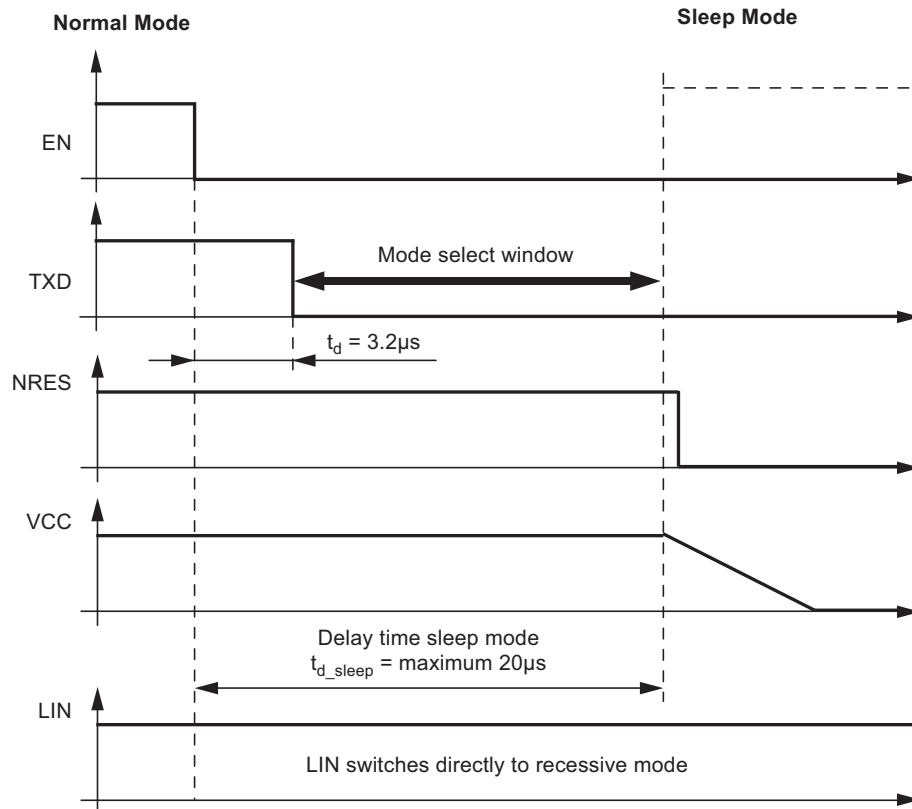 Normal Mode
Sleep Mode
EN
TXD
Mode select window
t_d = 3.2µs
NRES
VCC
Delay time sleep mode
t_d_sleep = maximum 20µs
LIN
LIN switches directly to recessive mode